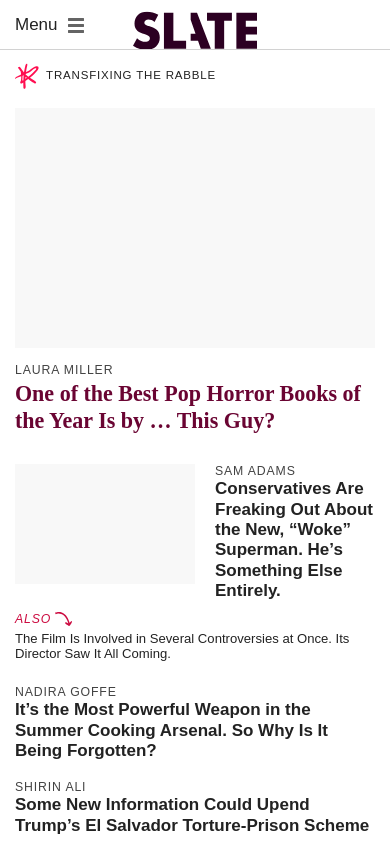 Menu
SLATE
TRANSFIXING THE RABBLE
LAURA MILLER
One of the Best Pop Horror Books of
the Year Is by … This Guy?
SAM ADAMS
Conservatives Are
Freaking Out About
the New, “Woke”
Superman. He’s
Something Else
Entirely.
ALSO
The Film Is Involved in Several Controversies at Once. Its
Director Saw It All Coming.
NADIRA GOFFE
It’s the Most Powerful Weapon in the
Summer Cooking Arsenal. So Why Is It
Being Forgotten?
SHIRIN ALI
Some New Information Could Upend
Trump’s El Salvador Torture-Prison Scheme